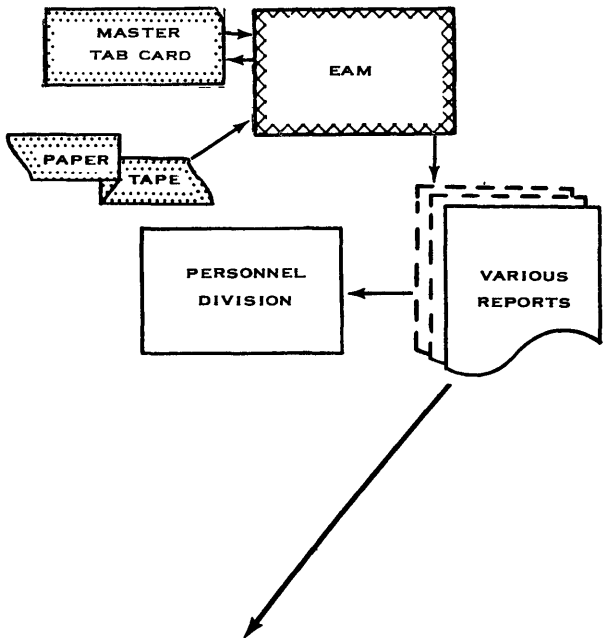 MASTER
TAB CARD
EAM
PAPER
TAPE
PERSONNEL
DIVISION
VARIOUS
REPORTS